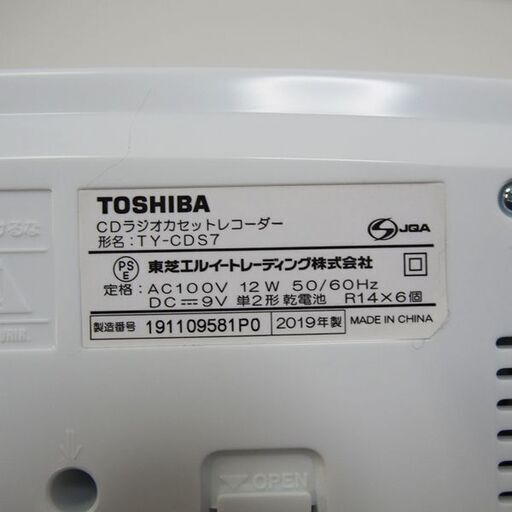 TOSHIBA
CDラジオカセットレコーダー
形名：TY-CDS7
JQA
PSE 東芝エルイートレーディング株式会社
定格：AC100V 12W 50/60Hz
DC⎓9V 単2形乾電池 R14×6個
製造番号 191109581P0 2019年製 MADE IN CHINA
OPEN